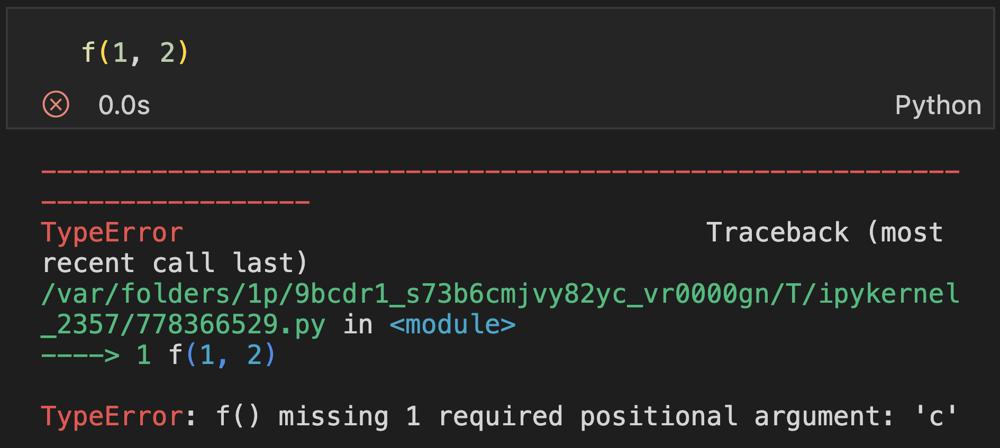 f(1, 2)
0.0s
Python
----------------------------------------------------------
-----------------
TypeError Traceback (most
recent call last)
/var/folders/1p/9bcdr1_s73b6cmjvy82yc_vr0000gn/T/ipykernel
_2357/778366529.py in <module>
----> 1 f(1, 2)
TypeError: f() missing 1 required positional argument: 'c'